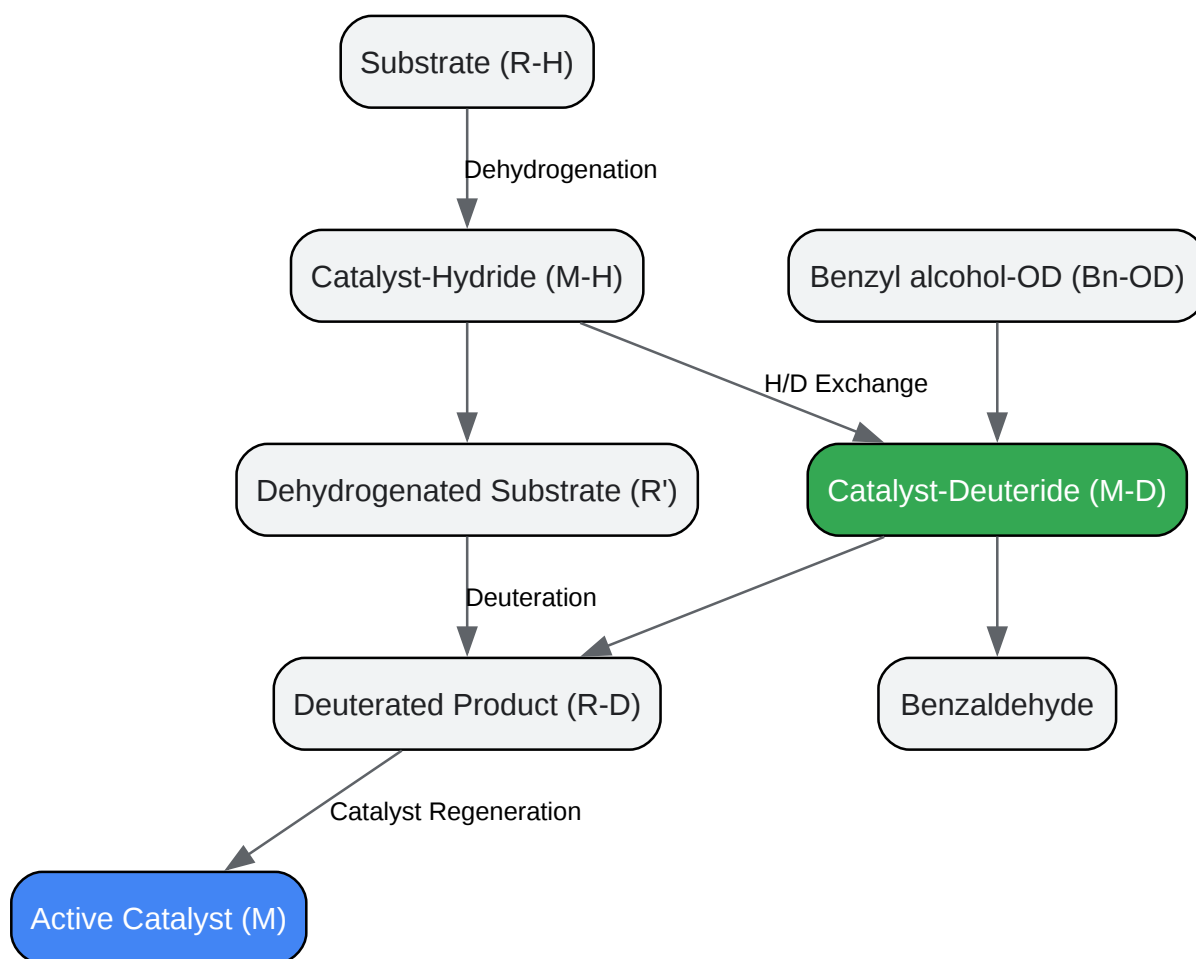 Substrate (R-H)
Dehydrogenation
Catalyst-Hydride (M-H)
Benzyl alcohol-OD (Bn-OD)
H/D Exchange
Dehydrogenated Substrate (R')
Catalyst-Deuteride (M-D)
Deuteration
Deuterated Product (R-D)
Benzaldehyde
Catalyst Regeneration
Active Catalyst (M)